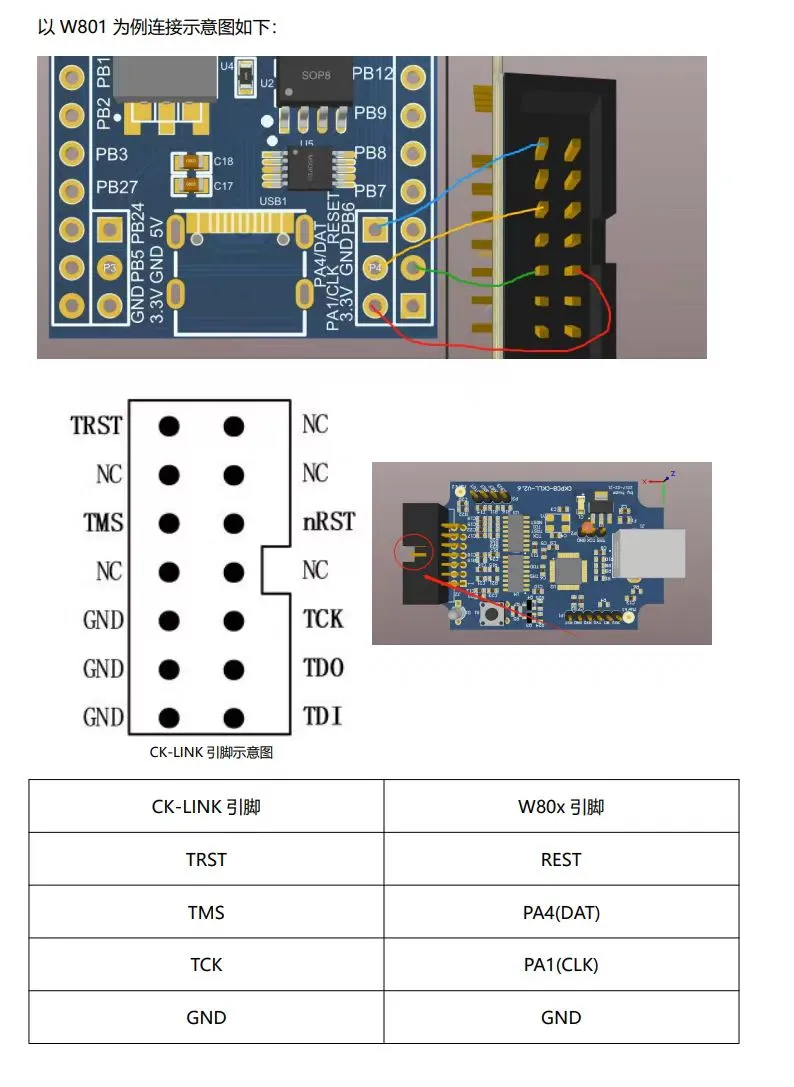 以 W801 为例连接示意图如下：
PB1
U4
U2
SOP8
PB12
PB2
PB9
PB3
C18
U5
PB8
PB27
C17
USB1
PB7
PB24
5V
RESET
PB6
PB5
GND
PA4/DAT
GND
P3
P4
GND
3.3V
PA1/CLK
3.3V
TRST
NC
NC
NC
TMS
nRST
NC
NC
GND
TCK
GND
TDO
GND
TDI
CK-LINK 引脚示意图
CKPCB-CKLL-V2.6
X
Z
CK-LINK 引脚
W80x 引脚
TRST
REST
TMS
PA4(DAT)
TCK
PA1(CLK)
GND
GND